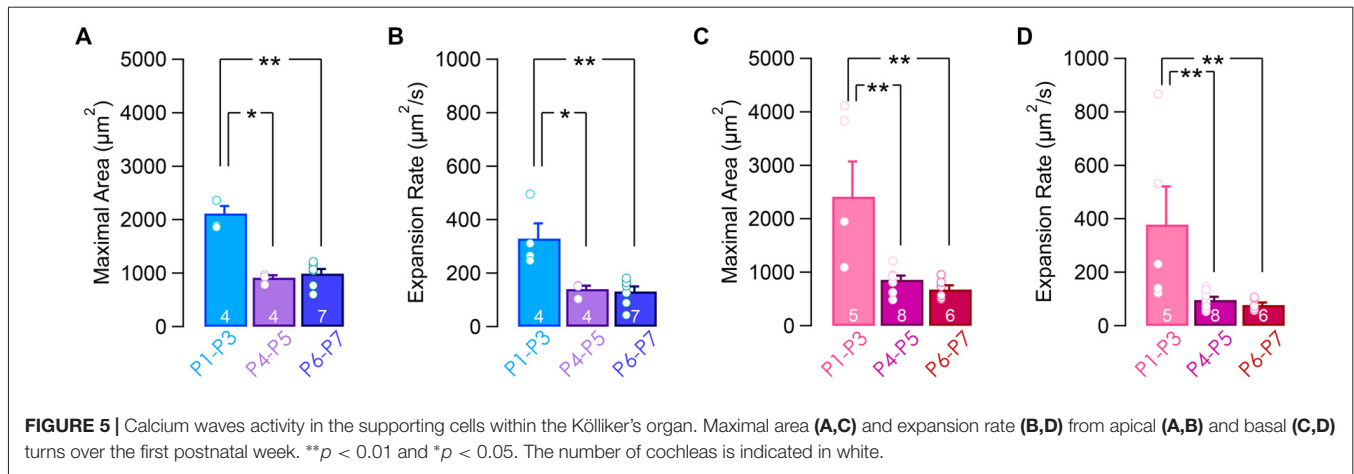 A
Maximal Area (µm²)
5000
4000
3000
2000
1000
0
**
*
4
4
7
P1-P3
P4-P5
P6-P7
B
Expansion Rate (µm²/s)
1000
800
600
400
200
0
**
*
4
4
7
P1-P3
P4-P5
P6-P7
C
Maximal Area (µm²)
5000
4000
3000
2000
1000
0
**
**
5
8
6
P1-P3
P4-P5
P6-P7
D
Expansion Rate (µm²/s)
1000
800
600
400
200
0
**
**
5
8
6
P1-P3
P4-P5
P6-P7
FIGURE 5 | Calcium waves activity in the supporting cells within the Kölliker's organ. Maximal area (A,C) and expansion rate (B,D) from apical (A,B) and basal (C,D)
turns over the first postnatal week. **p < 0.01 and *p < 0.05. The number of cochleas is indicated in white.